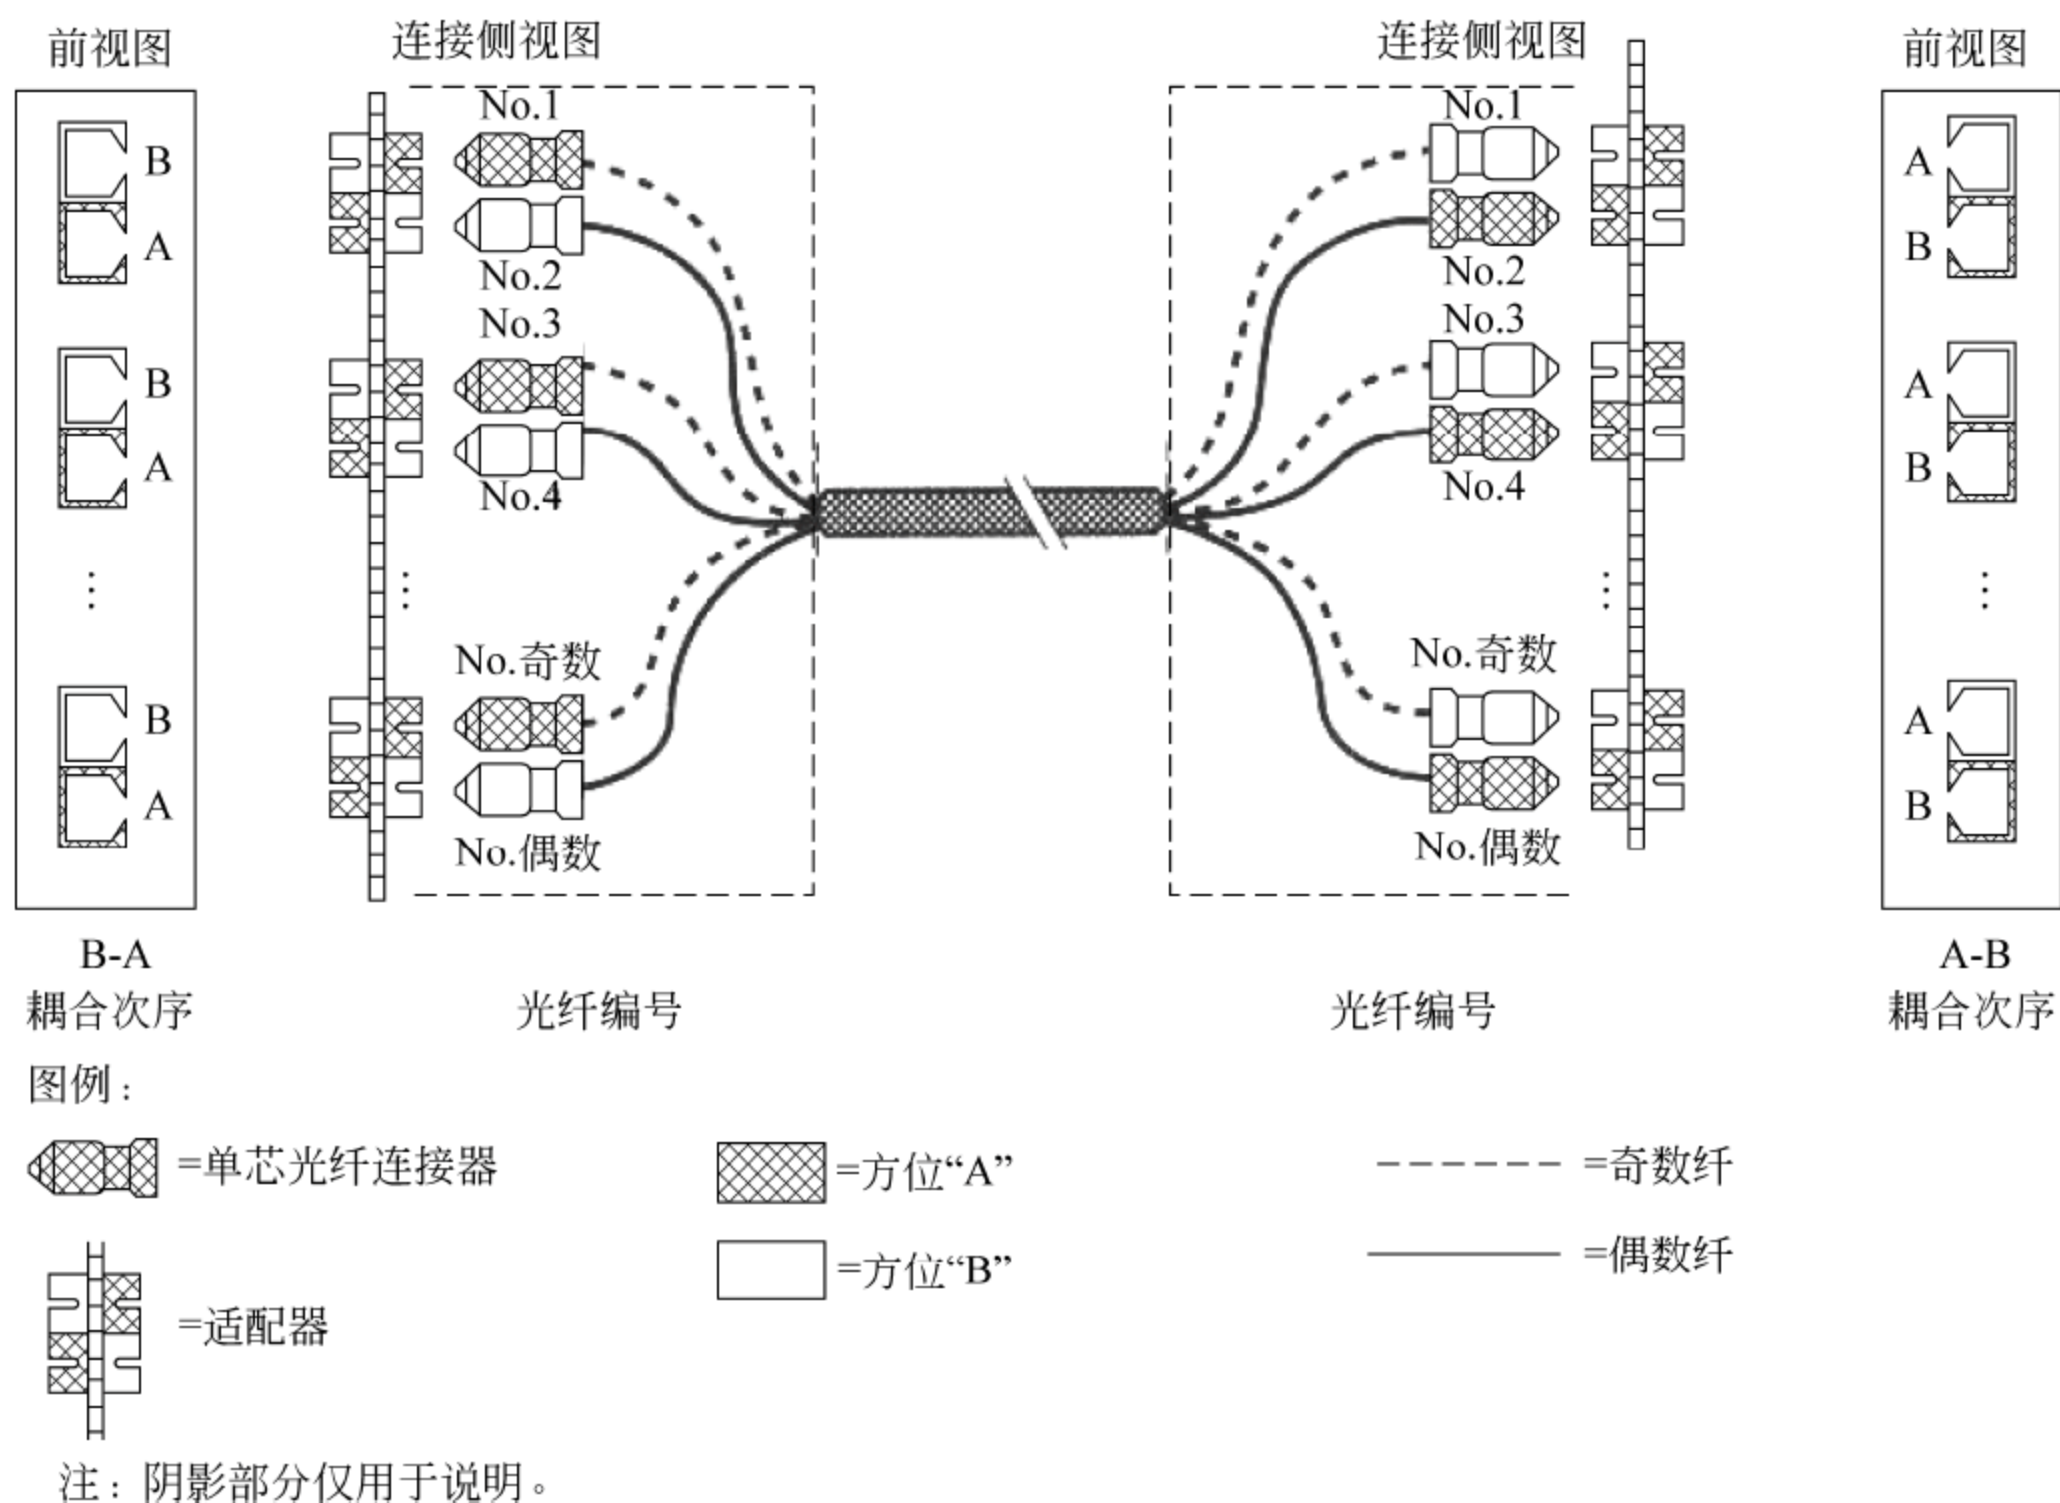 前视图
连接侧视图
连接侧视图
前视图
B
A
B
A
⋮
B
A
No.1
No.2
No.3
No.4
⋮
No.奇数
No.偶数
No.1
No.2
No.3
No.4
⋮
No.奇数
No.偶数
A
B
A
B
⋮
A
B
B-A
耦合次序
光纤编号
光纤编号
A-B
耦合次序
图例：
=单芯光纤连接器
=方位“A”
=奇数纤
=方位“B”
=偶数纤
=适配器
注：阴影部分仅用于说明。